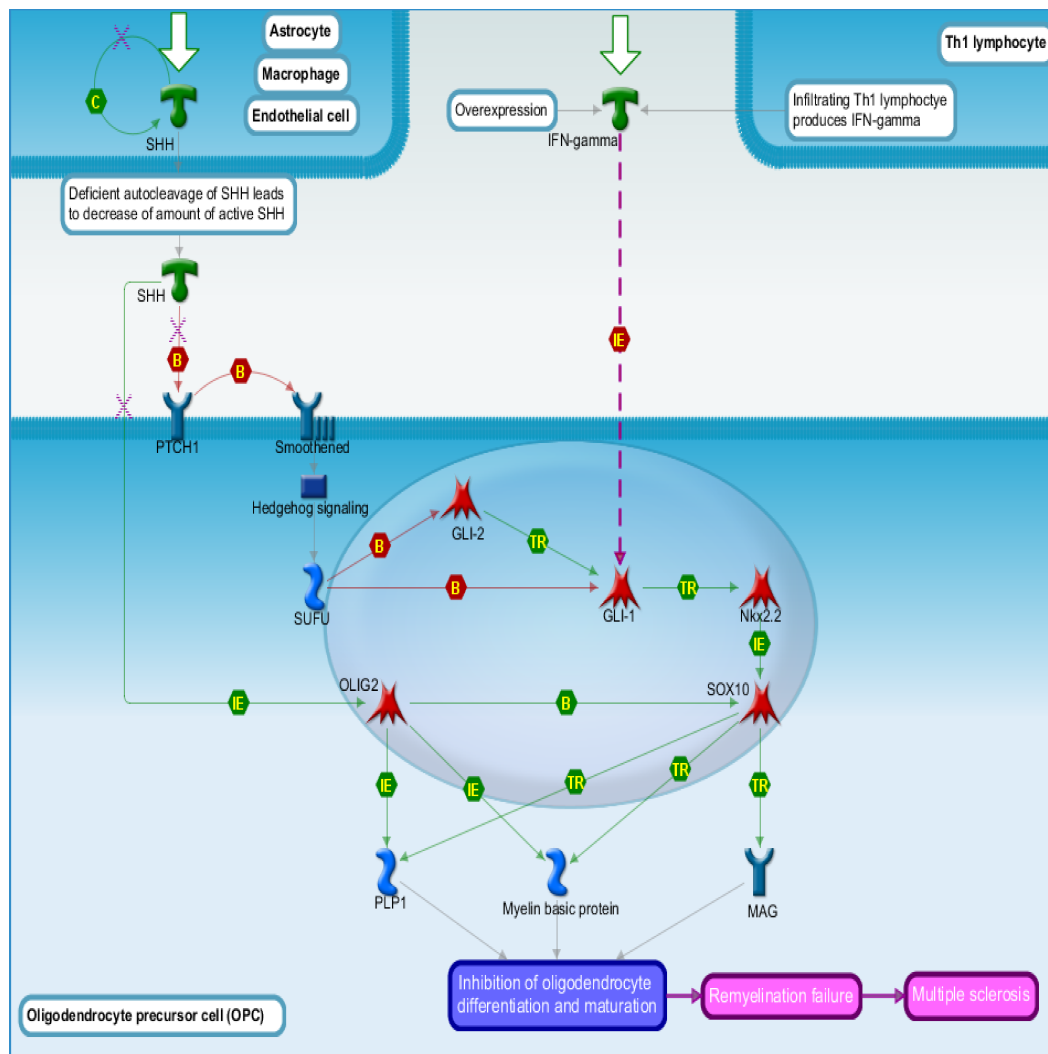 Astrocyte
Th1 lymphocyte
Macrophage
C
Endothelial cell
Overexpression
Infiltrating Th1 lymphoctye
produces IFN-gamma
SHH
IFN-gamma
Deficient autocleavage of SHH leads
to decrease of amount of active SHH
SHH
IE
B
B
PTCH1
Smoothened
Hedgehog signaling
GLI-2
B
TR
B
TR
SUFU
GLI-1
Nkx2.2
IE
OLIG2
SOX10
IE
B
IE
IE
TR
TR
TR
PLP1
Myelin basic protein
MAG
Inhibition of oligodendrocyte
differentiation and maturation
Remyelination failure
Multiple sclerosis
Oligodendrocyte precursor cell (OPC)